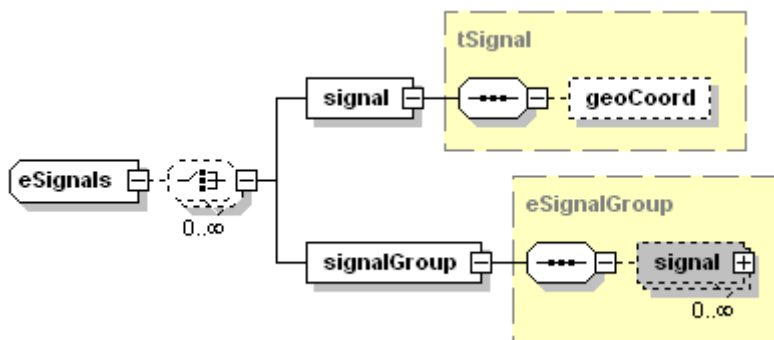 tSignal
signal
geoCoord
eSignals
0..∞
eSignalGroup
signalGroup
signal
0..∞